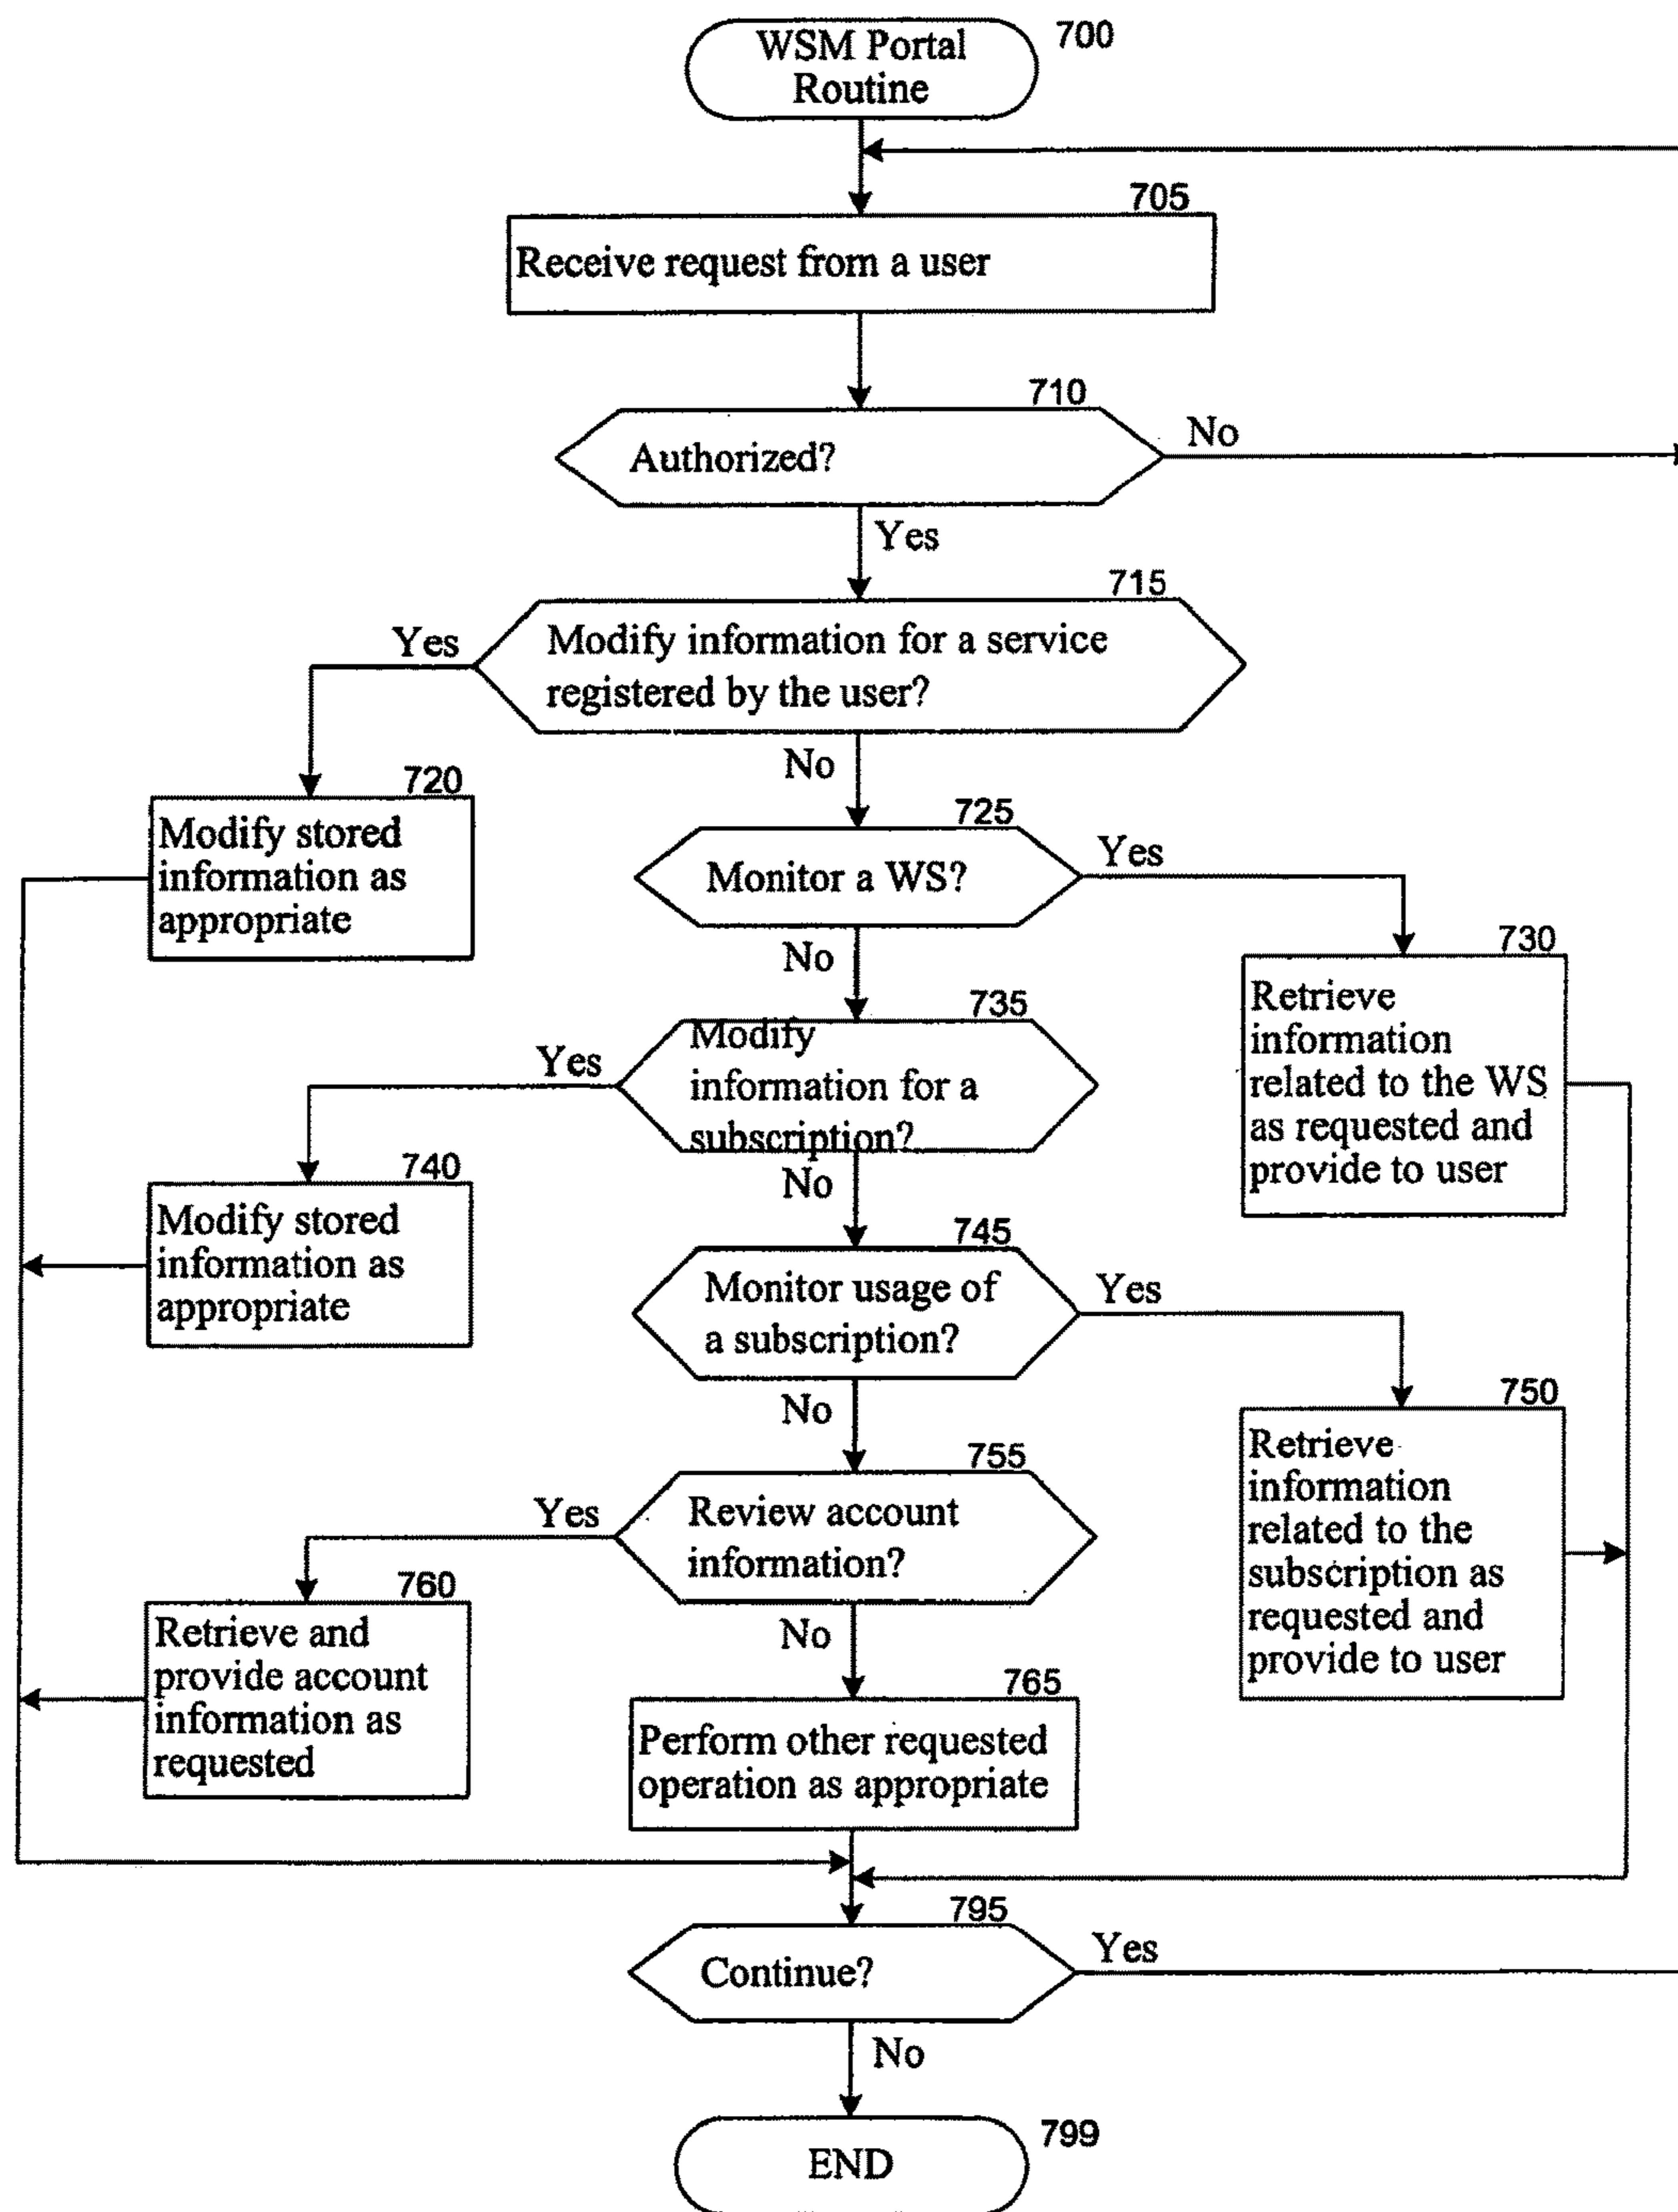 WSM Portal
Routine
700
705
Receive request from a user
710
Authorized?
No
Yes
715
Yes
Modify information for a service
registered by the user?
No
720
Modify stored
information as
appropriate
725
Monitor a WS?
Yes
No
730
Retrieve
information
related to the WS
as requested and
provide to user
735
Yes
Modify
information for a
subscription?
No
740
Modify stored
information as
appropriate
745
Monitor usage of
a subscription?
Yes
No
750
Retrieve
information
related to the
subscription as
requested and
provide to user
755
Yes
Review account
information?
No
760
Retrieve and
provide account
information as
requested
765
Perform other requested
operation as appropriate
795
Continue?
Yes
No
END
799